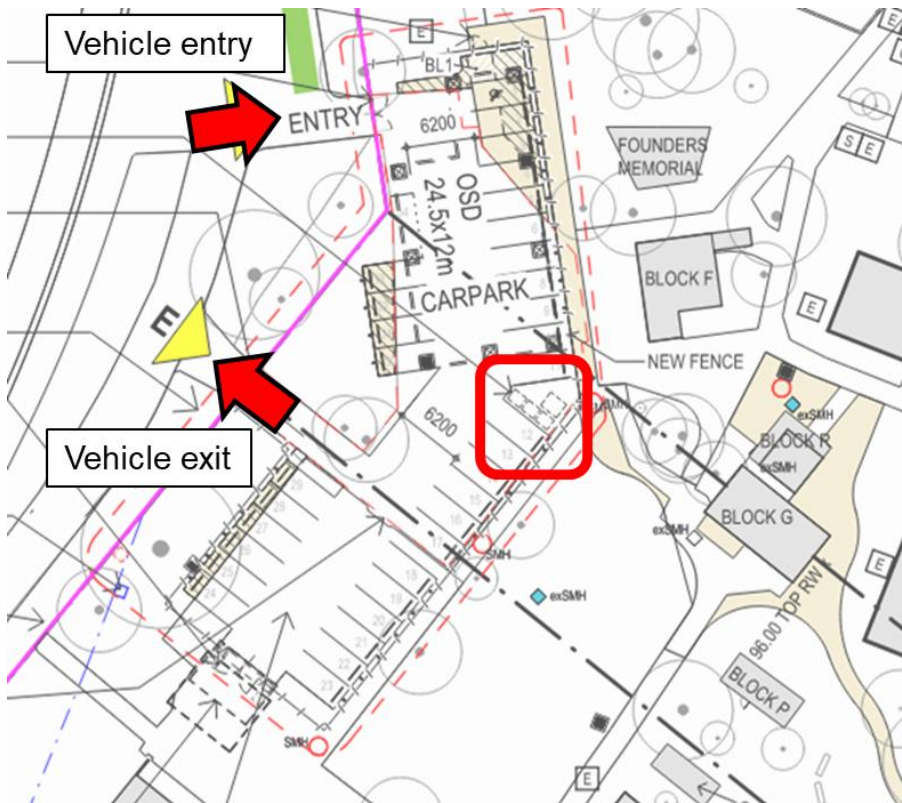 Vehicle entry
E
E
BL1
ENTRY
6200
FOUNDERS
MEMORIAL
S E
OSD
24.5x12m
BLOCK F
E
CARPARK
E
NEW FENCE
6200
exSMH
BLOCK R
exSMH
Vehicle exit
12
13
15
16
17
29
28
27
26
25
24
SMH
BLOCK G
exSMH
E
18
19
20
21
22
23
exSMH
96.00 TOP RW
BLOCK P
SMH
E